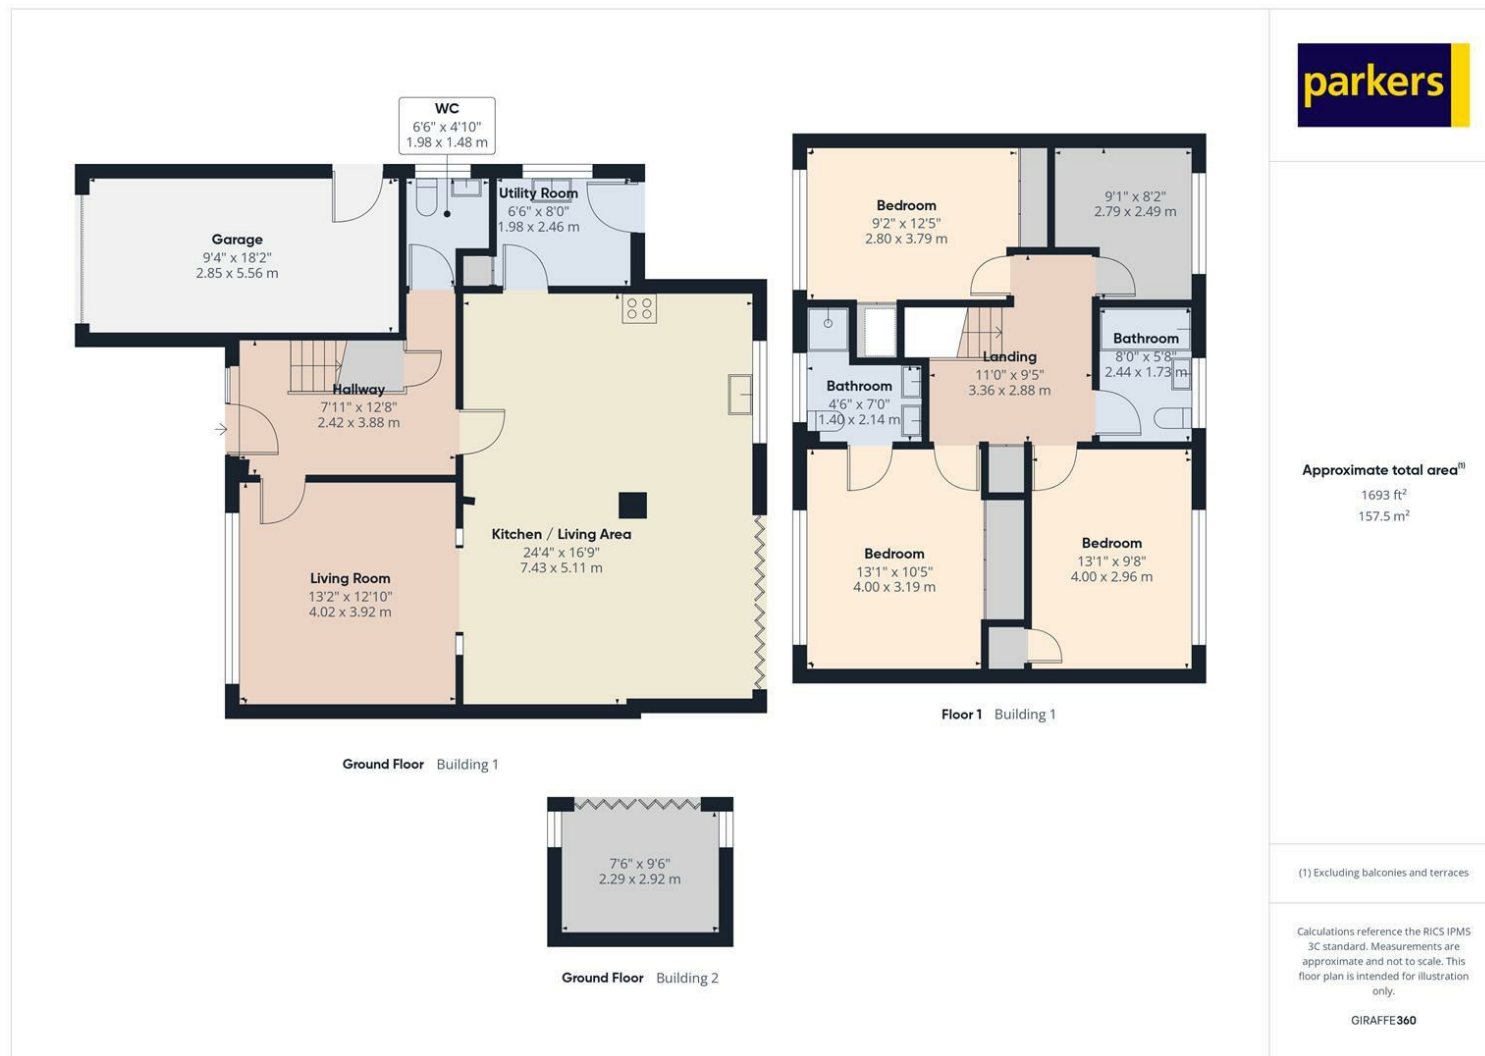 parkers
WC
6'6" x 4'10"
1.98 x 1.48 m
Utility Room
6'6" x 8'0"
1.98 x 2.46 m
Garage
9'4" x 18'2"
2.85 x 5.56 m
Hallway
7'11" x 12'8"
2.42 x 3.88 m
Kitchen / Living Area
24'4" x 16'9"
7.43 x 5.11 m
Living Room
13'2" x 12'10"
4.02 x 3.92 m
Ground Floor Building 1
Bedroom
9'2" x 12'5"
2.80 x 3.79 m
9'1" x 8'2"
2.79 x 2.49 m
Landing
11'0" x 9'5"
3.36 x 2.88 m
Bathroom
8'0" x 5'8"
2.44 x 1.73 m
Bathroom
4'6" x 7'0"
1.40 x 2.14 m
Bedroom
13'1" x 10'5"
4.00 x 3.19 m
Bedroom
13'1" x 9'8"
4.00 x 2.96 m
Floor 1 Building 1
7'6" x 9'6"
2.29 x 2.92 m
Ground Floor Building 2
Approximate total area(1)
1693 ft²
157.5 m²
(1) Excluding balconies and terraces
Calculations reference the RICS IPMS
3C standard. Measurements are
approximate and not to scale. This
floor plan is intended for illustration
only.
GIRAFFE360